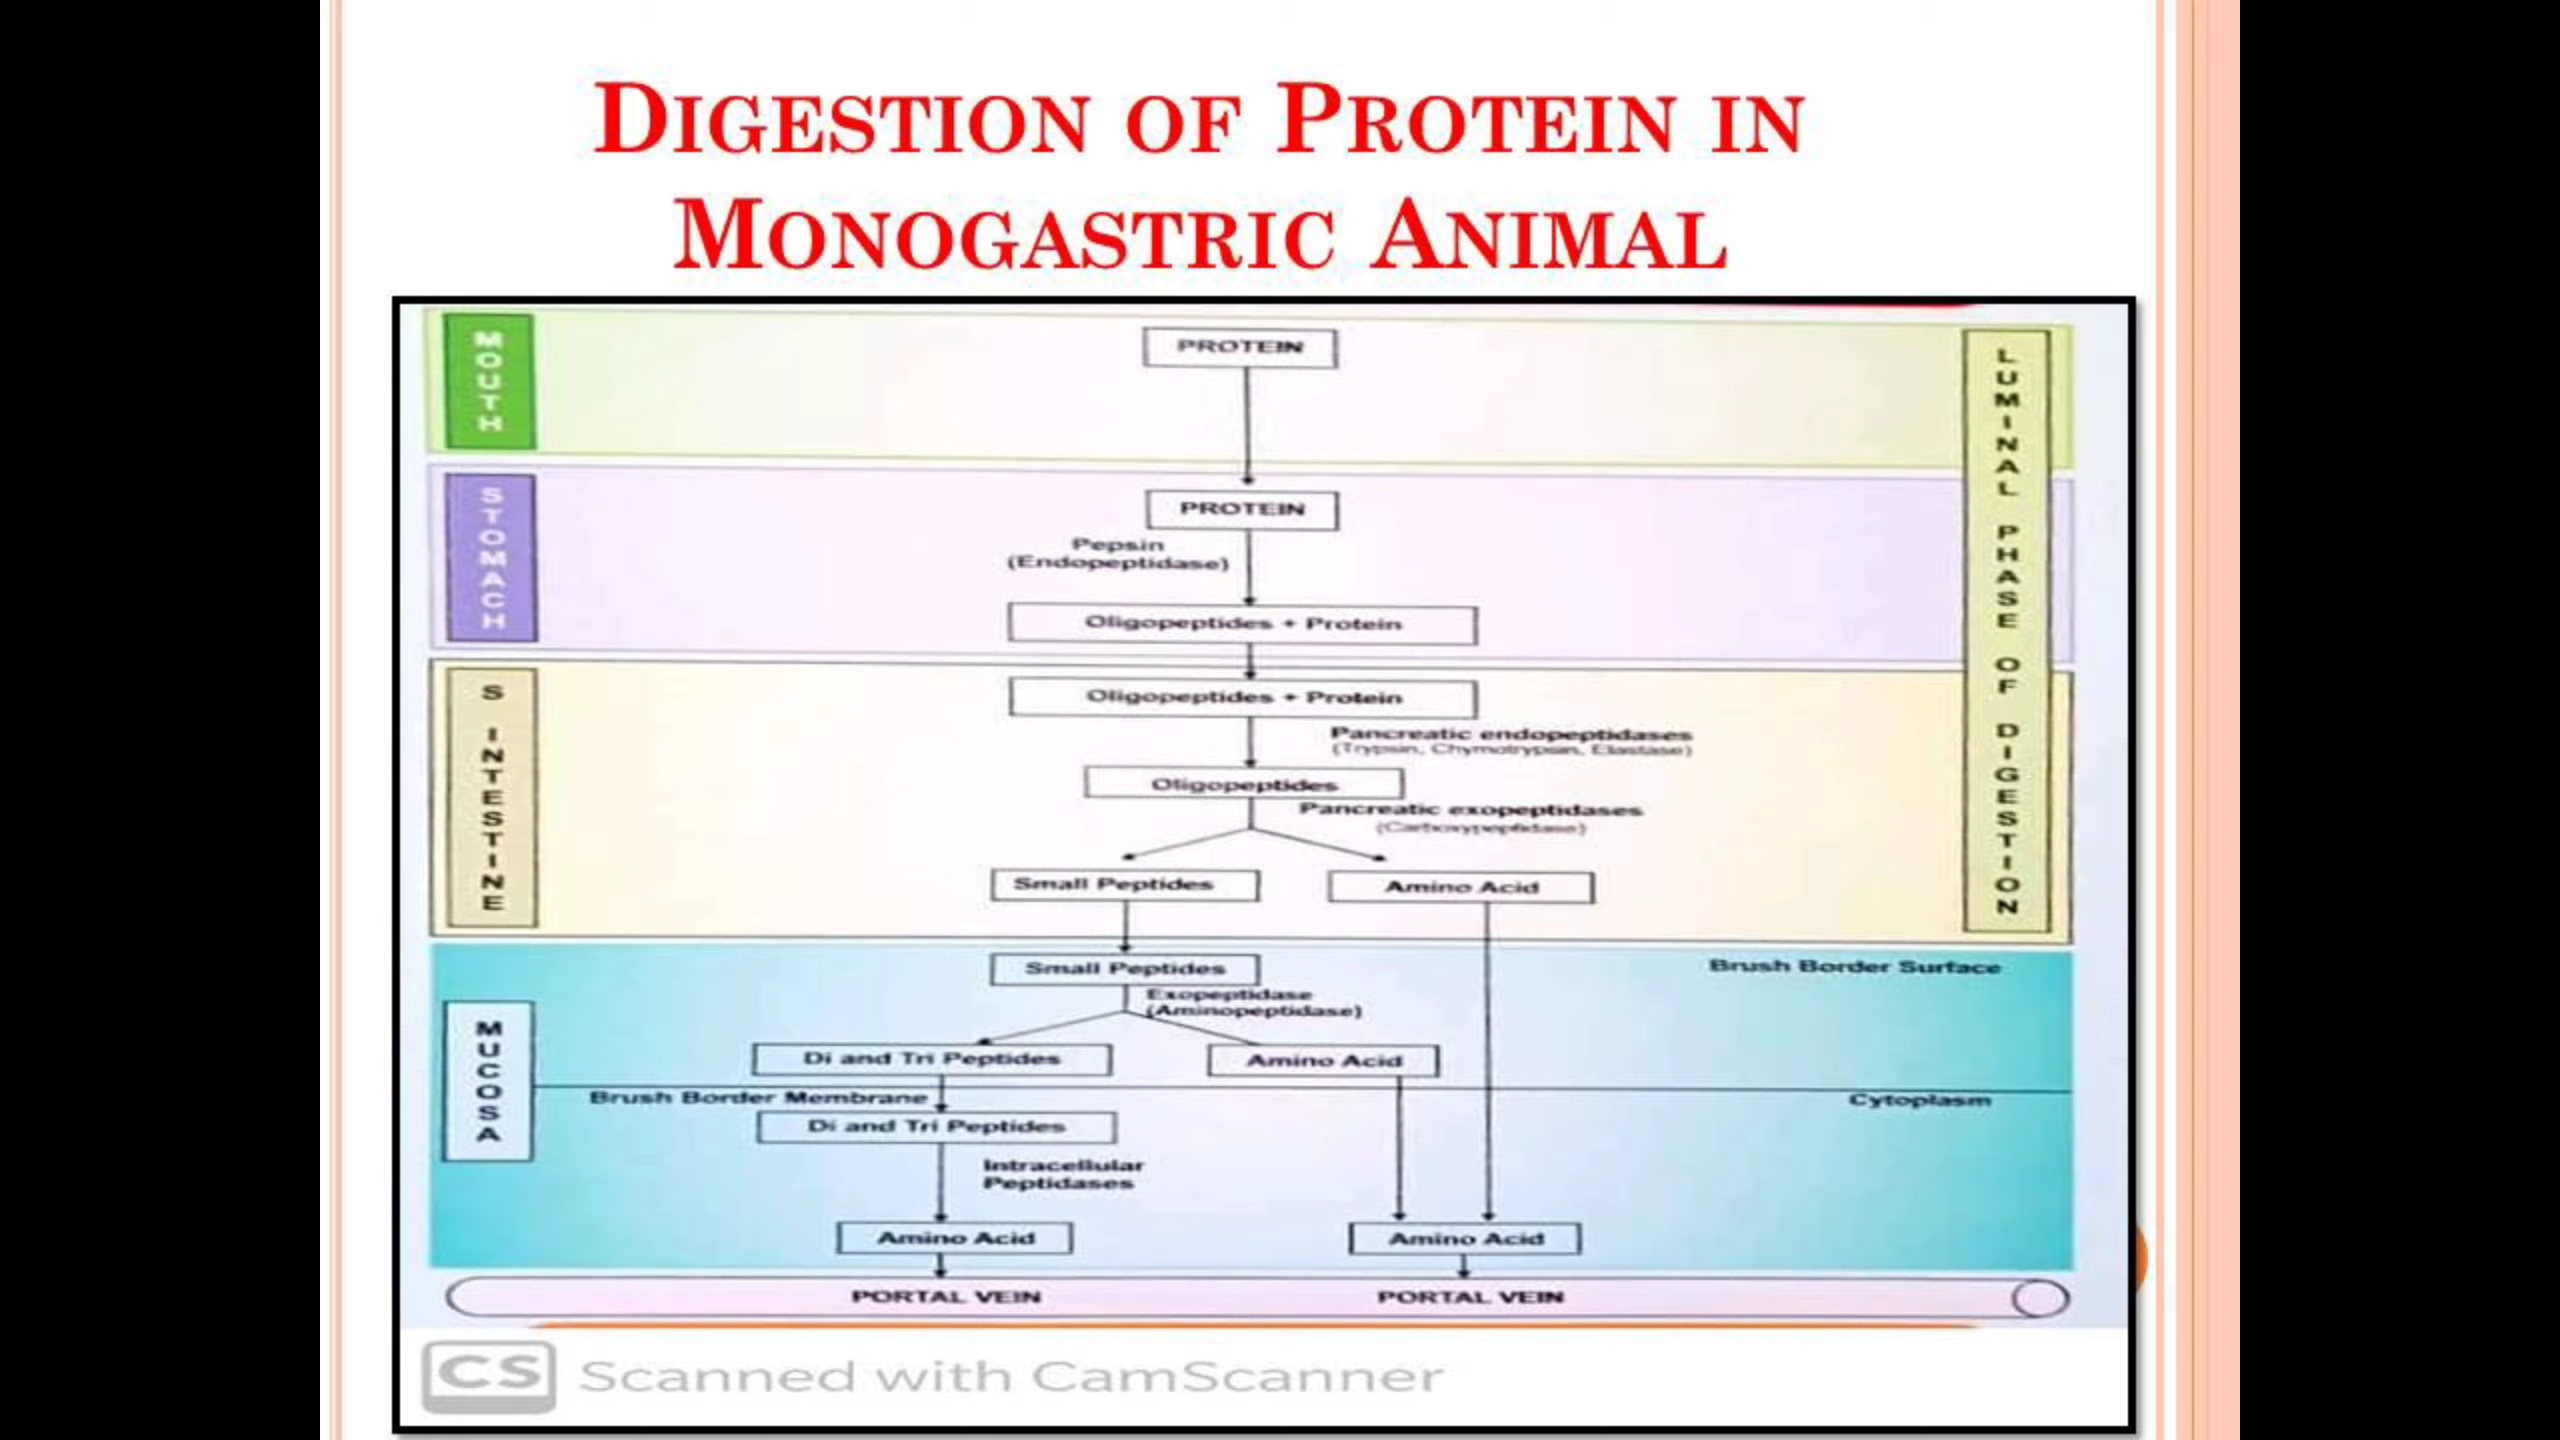 DIGESTION OF PROTEIN IN
MONOGASTRIC ANIMAL
MOUTH
PROTEIN
LUMINAL PHASE OF DIGESTION
STOMACH
PROTEIN
Pepsin
(Endopeptidase)
Oligopeptides + Protein
S INTESTINE
Oligopeptides + Protein
Pancreatic endopeptidases
(Trypsin, Chymotrypsin, Elastase)
Oligopeptides
Pancreatic exopeptidases
(Carboxypeptidase)
Small Peptides
Amino Acid
MUCOSA
Small Peptides
Brush Border Surface
Exopeptidase
(Aminopeptidase)
Di and Tri Peptides
Amino Acid
Brush Border Membrane
Cytoplasm
Di and Tri Peptides
Intracellular
Peptidases
Amino Acid
Amino Acid
PORTAL VEIN
PORTAL VEIN
CS Scanned with CamScanner